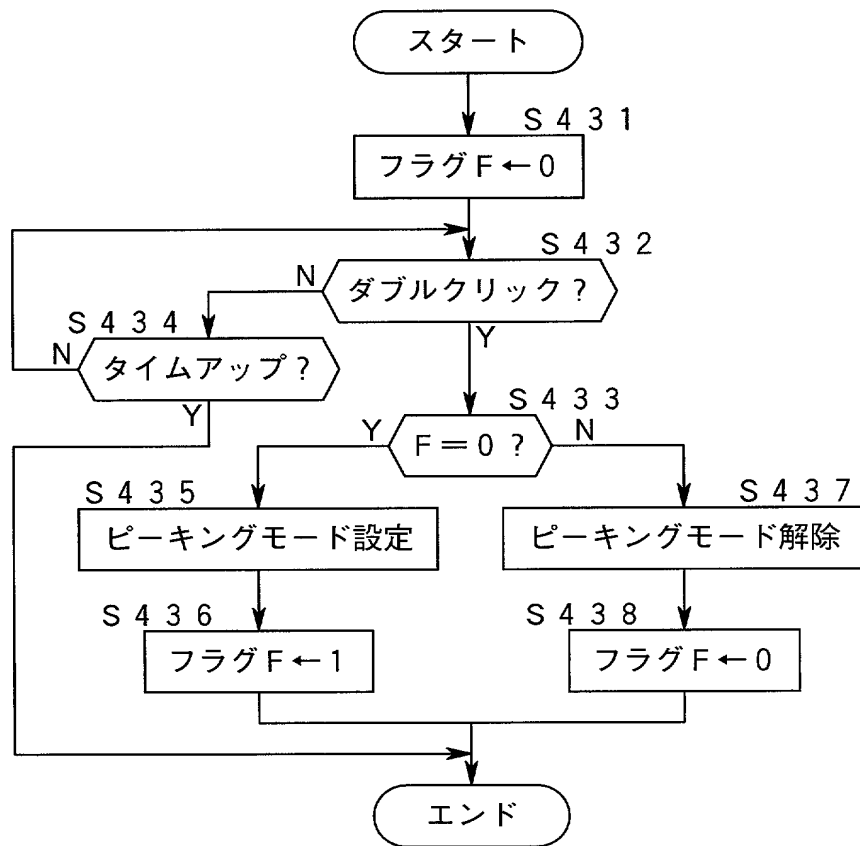 スタート
S431
フラグF←0
S432
ダブルクリック?
N
Y
S434
タイムアップ?
N
Y
S433
F=0?
Y
N
S435
ピーキングモード設定
S437
ピーキングモード解除
S436
フラグF←1
S438
フラグF←0
エンド